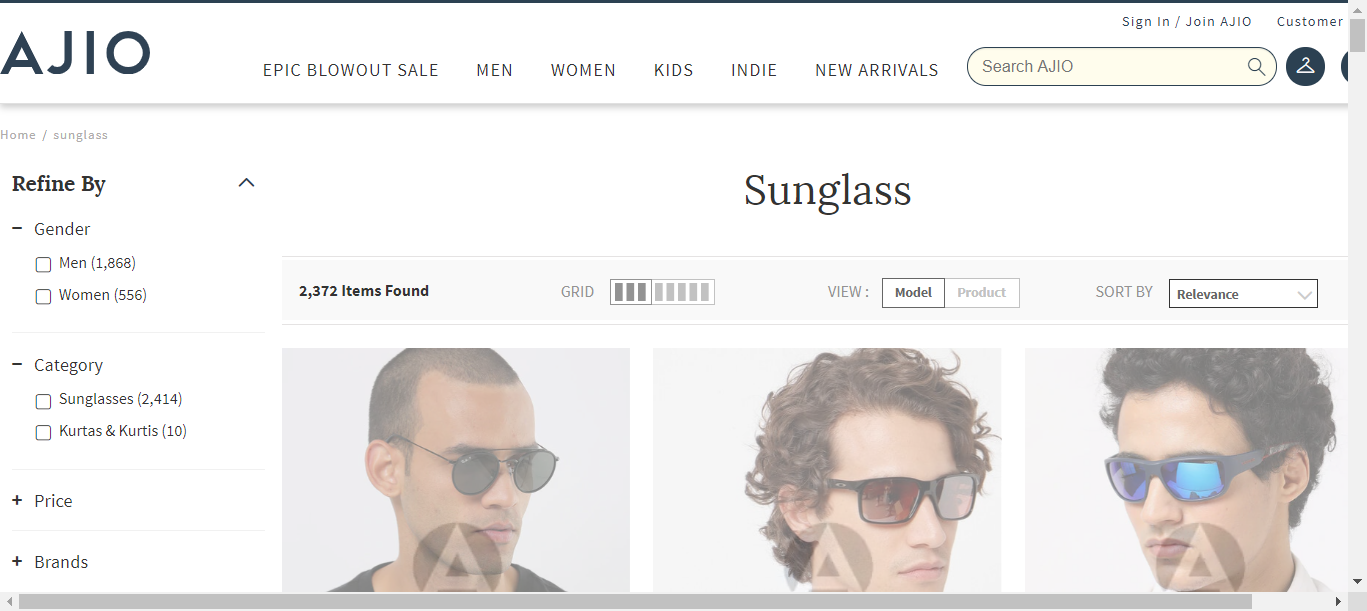 Sign In / Join AJIO Customer
AJIO
EPIC BLOWOUT SALE MEN WOMEN KIDS INDIE NEW ARRIVALS Search AJIO
Home / sunglass
Refine By
Sunglass
Gender
Men (1,868)
Women (556)
2,372 Items Found GRID VIEW : Model Product SORT BY Relevance
Category
Sunglasses (2,414)
Kurtas & Kurtis (10)
+ Price
+ Brands